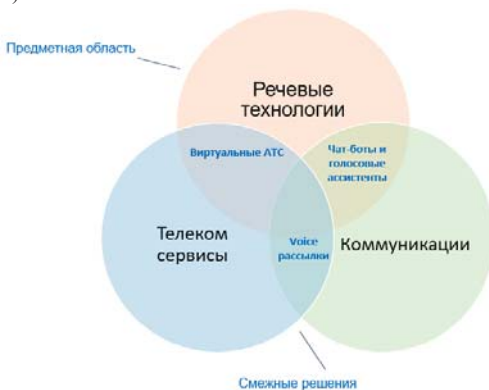 Предметная область
Речевые
технологии
Виртуальные АТС
Чат-боты и
голосовые
ассистенты
Телеком
сервисы
Voice
рассылки
Коммуникации
Смежные решения